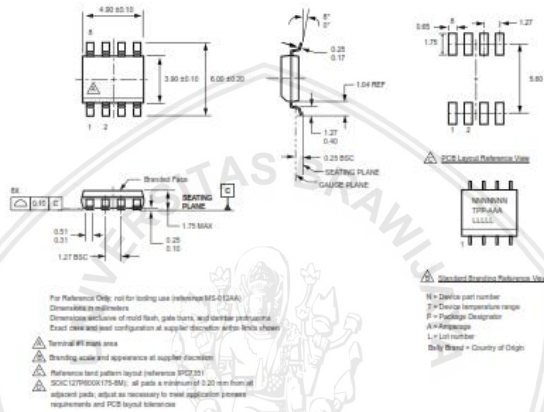 4.90 ±0.10
8
3.90 ±0.10
6.00 ±0.20
1 2
A
8°
0°
0.25
0.17
1.04 REF
1.27
0.40
0.25 BSC
SEATING PLANE
GAUGE PLANE
0.65
8
1.27
1.75
5.60
1 2
C PCB Layout Reference View
Branded Face
8X
0.10 C
SEATING
PLANE
C
1.75 MAX
0.51
0.31
0.25
0.10
1.27 BSC
NNNNNNN
TPP-AAA
LLLLL
1
B Standard Branding Reference View
N = Device part number
T = Device temperature range
P = Package Designator
A = Amperage
L = Lot number
Belly Brand = Country of Origin
For Reference Only; not for tooling use (reference MS-012AA)
Dimensions in millimeters
Dimensions exclusive of mold flash, gate burrs, and dambar protrusions
Exact case and lead configuration at supplier discretion within limits shown
A Terminal #1 mark area
B Branding scale and appearance at supplier discretion
C Reference land pattern layout (reference IPC7351
SOIC127P600X175-8M); all pads a minimum of 0.20 mm from all
adjacent pads; adjust as necessary to meet application process
requirements and PCB layout tolerances
UNIVERSITAS BRAWIJAYA